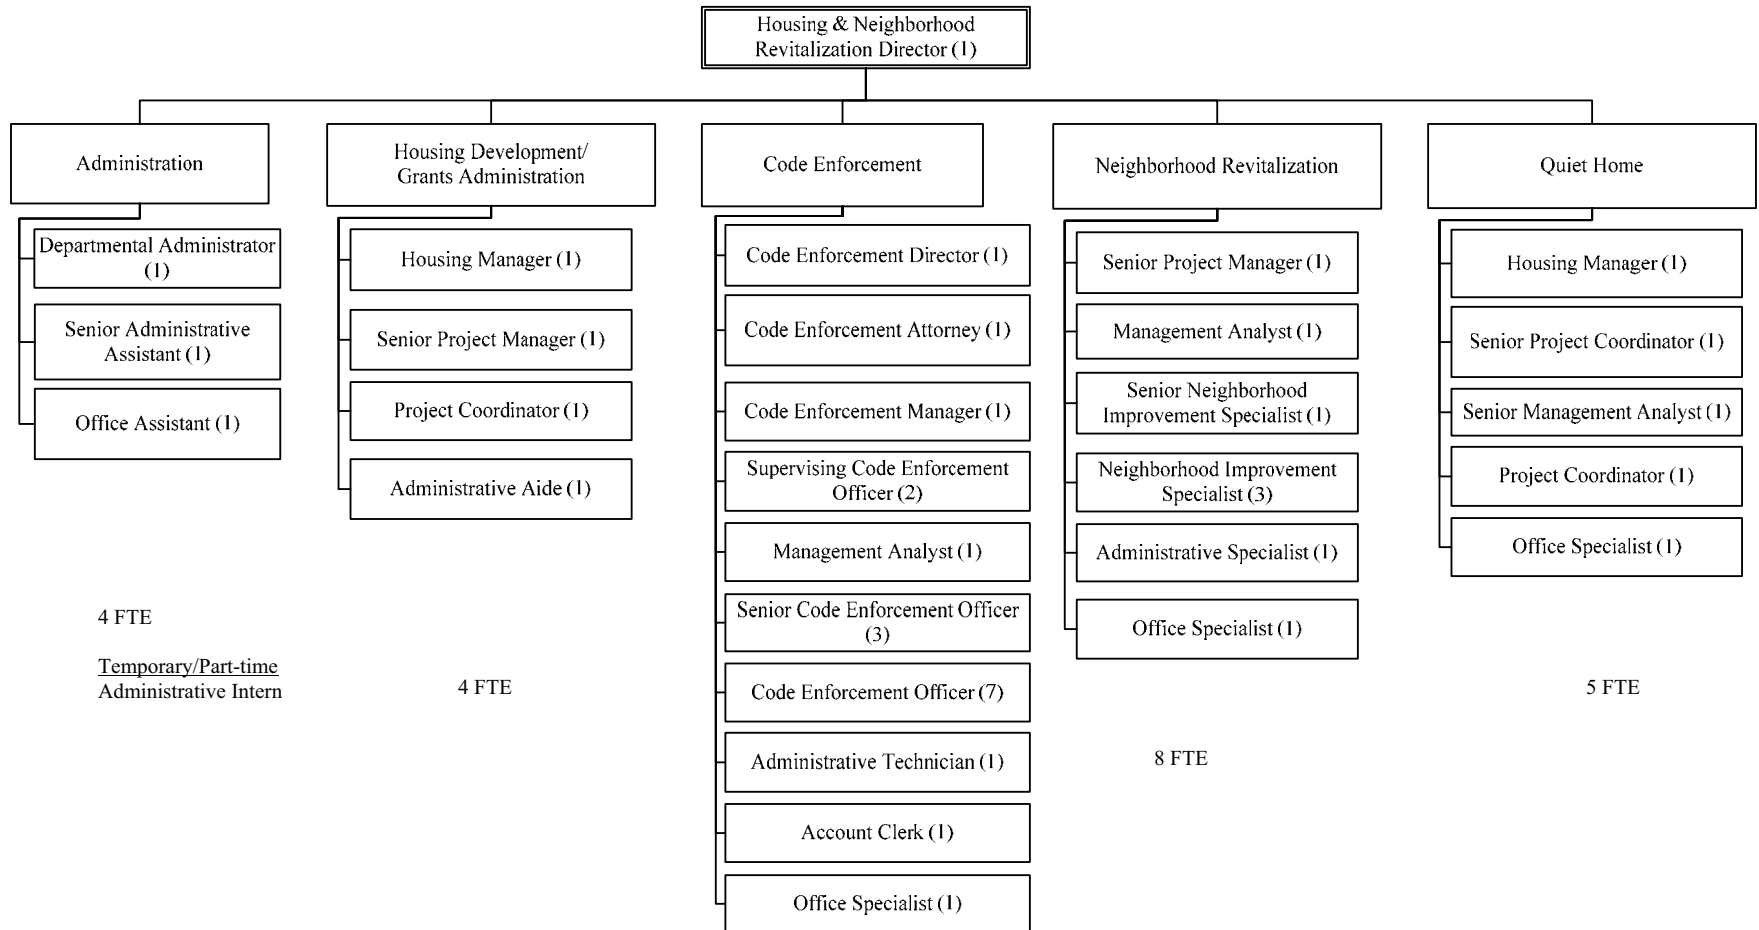 Housing & Neighborhood
Revitalization Director (1)
Administration
Departmental Administrator
(1)
Senior Administrative
Assistant (1)
Office Assistant (1)
4 FTE
Temporary/Part-time
Administrative Intern
Housing Development/
Grants Administration
Housing Manager (1)
Senior Project Manager (1)
Project Coordinator (1)
Administrative Aide (1)
4 FTE
Code Enforcement
Code Enforcement Director (1)
Code Enforcement Attorney (1)
Code Enforcement Manager (1)
Supervising Code Enforcement
Officer (2)
Management Analyst (1)
Senior Code Enforcement Officer
(3)
Code Enforcement Officer (7)
Administrative Technician (1)
Account Clerk (1)
Office Specialist (1)
Neighborhood Revitalization
Senior Project Manager (1)
Management Analyst (1)
Senior Neighborhood
Improvement Specialist (1)
Neighborhood Improvement
Specialist (3)
Administrative Specialist (1)
Office Specialist (1)
8 FTE
Quiet Home
Housing Manager (1)
Senior Project Coordinator (1)
Senior Management Analyst (1)
Project Coordinator (1)
Office Specialist (1)
5 FTE